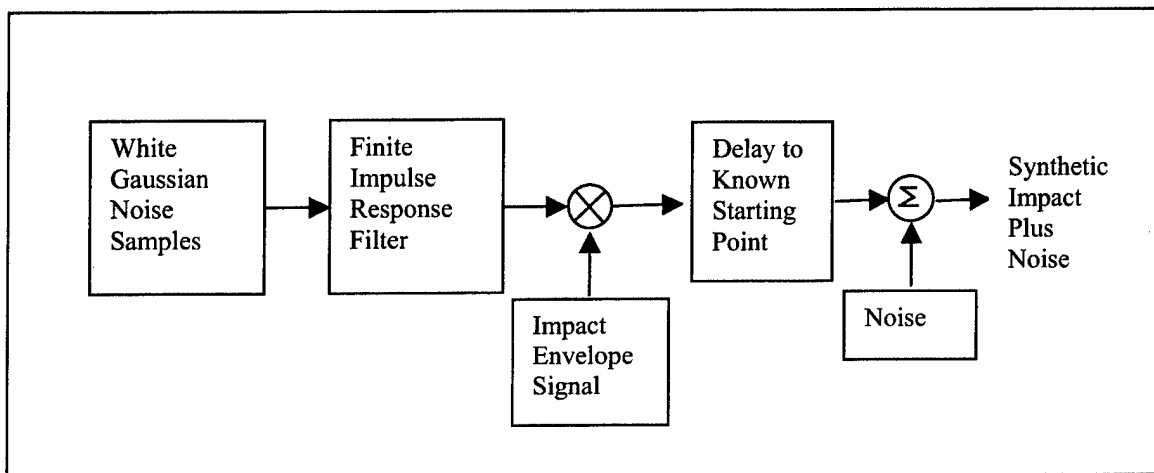 White
Gaussian
Noise
Samples
Finite
Impulse
Response
Filter
Impact
Envelope
Signal
Delay to
Known
Starting
Point
Σ
Noise
Synthetic
Impact
Plus
Noise